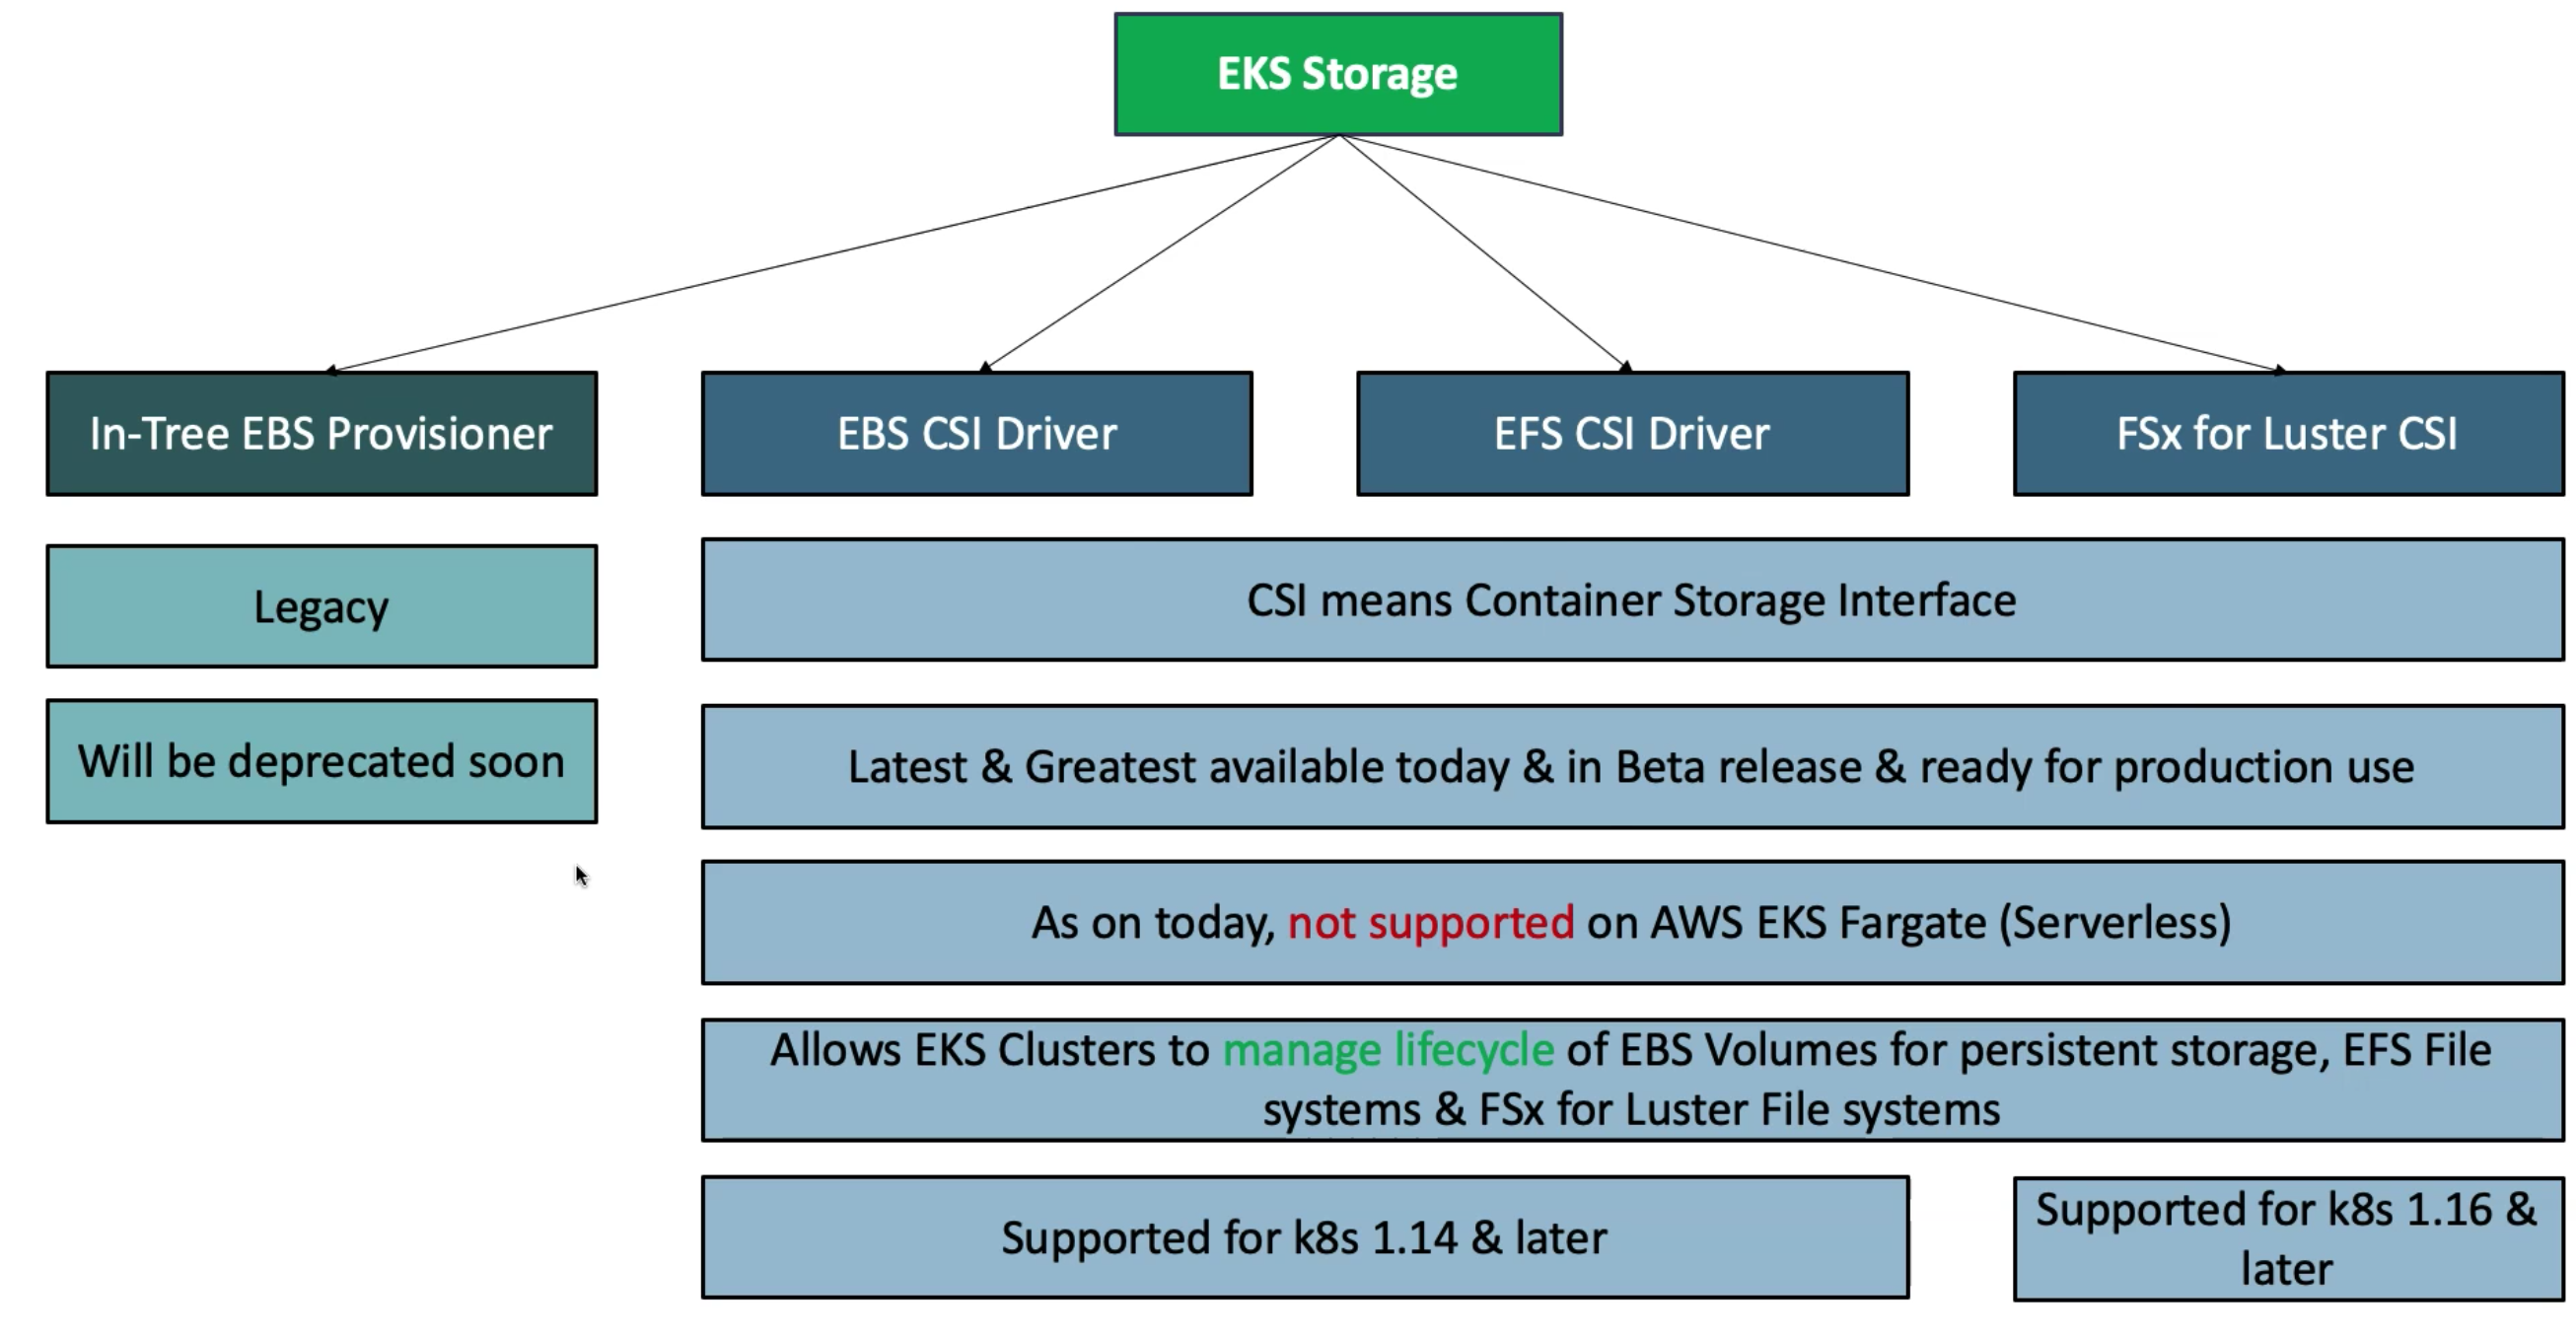 EKS Storage
In-Tree EBS Provisioner
EBS CSI Driver
EFS CSI Driver
FSx for Luster CSI
Legacy
CSI means Container Storage Interface
Will be deprecated soon
Latest & Greatest available today & in Beta release & ready for production use
As on today, not supported on AWS EKS Fargate (Serverless)
Allows EKS Clusters to manage lifecycle of EBS Volumes for persistent storage, EFS File
systems & FSx for Luster File systems
Supported for k8s 1.14 & later
Supported for k8s 1.16 &
later